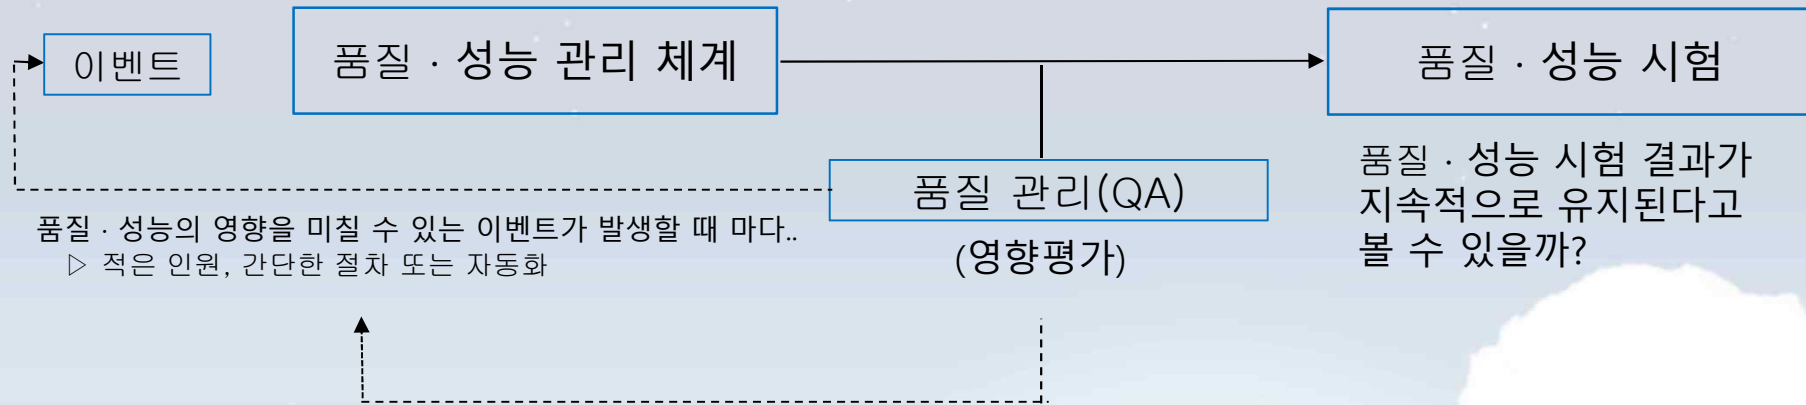 이벤트
품질 · 성능 관리 체계
품질 · 성능 시험
품질 관리(QA)
(영향평가)
품질 · 성능의 영향을 미칠 수 있는 이벤트가 발생할 때 마다..
▷ 적은 인원, 간단한 절차 또는 자동화
품질 · 성능 시험 결과가
지속적으로 유지된다고
볼 수 있을까?